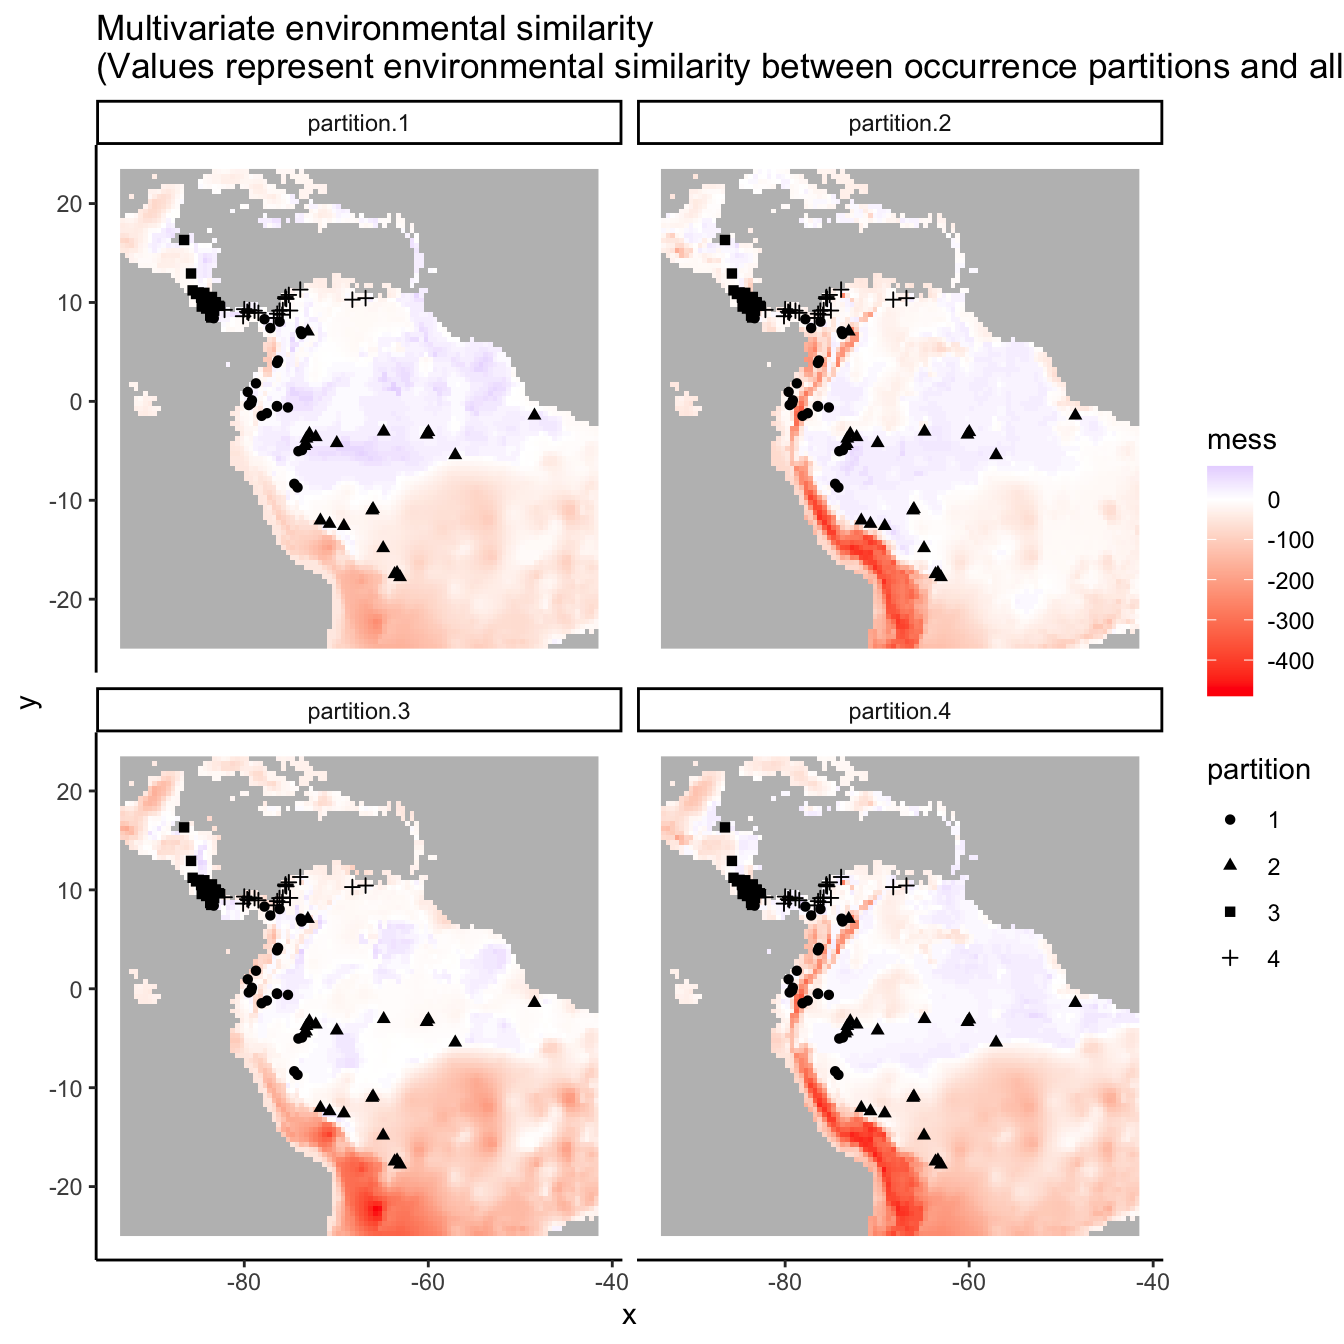 Multivariate environmental similarity
(Values represent environmental similarity between occurrence partitions and all
partition.1
partition.2
20
10
0
-10
-20
partition.3
partition.4
20
10
0
-10
-20
-80
-60
-40
-80
-60
-40
x
y
mess
0
-100
-200
-300
-400
partition
1
2
3
4